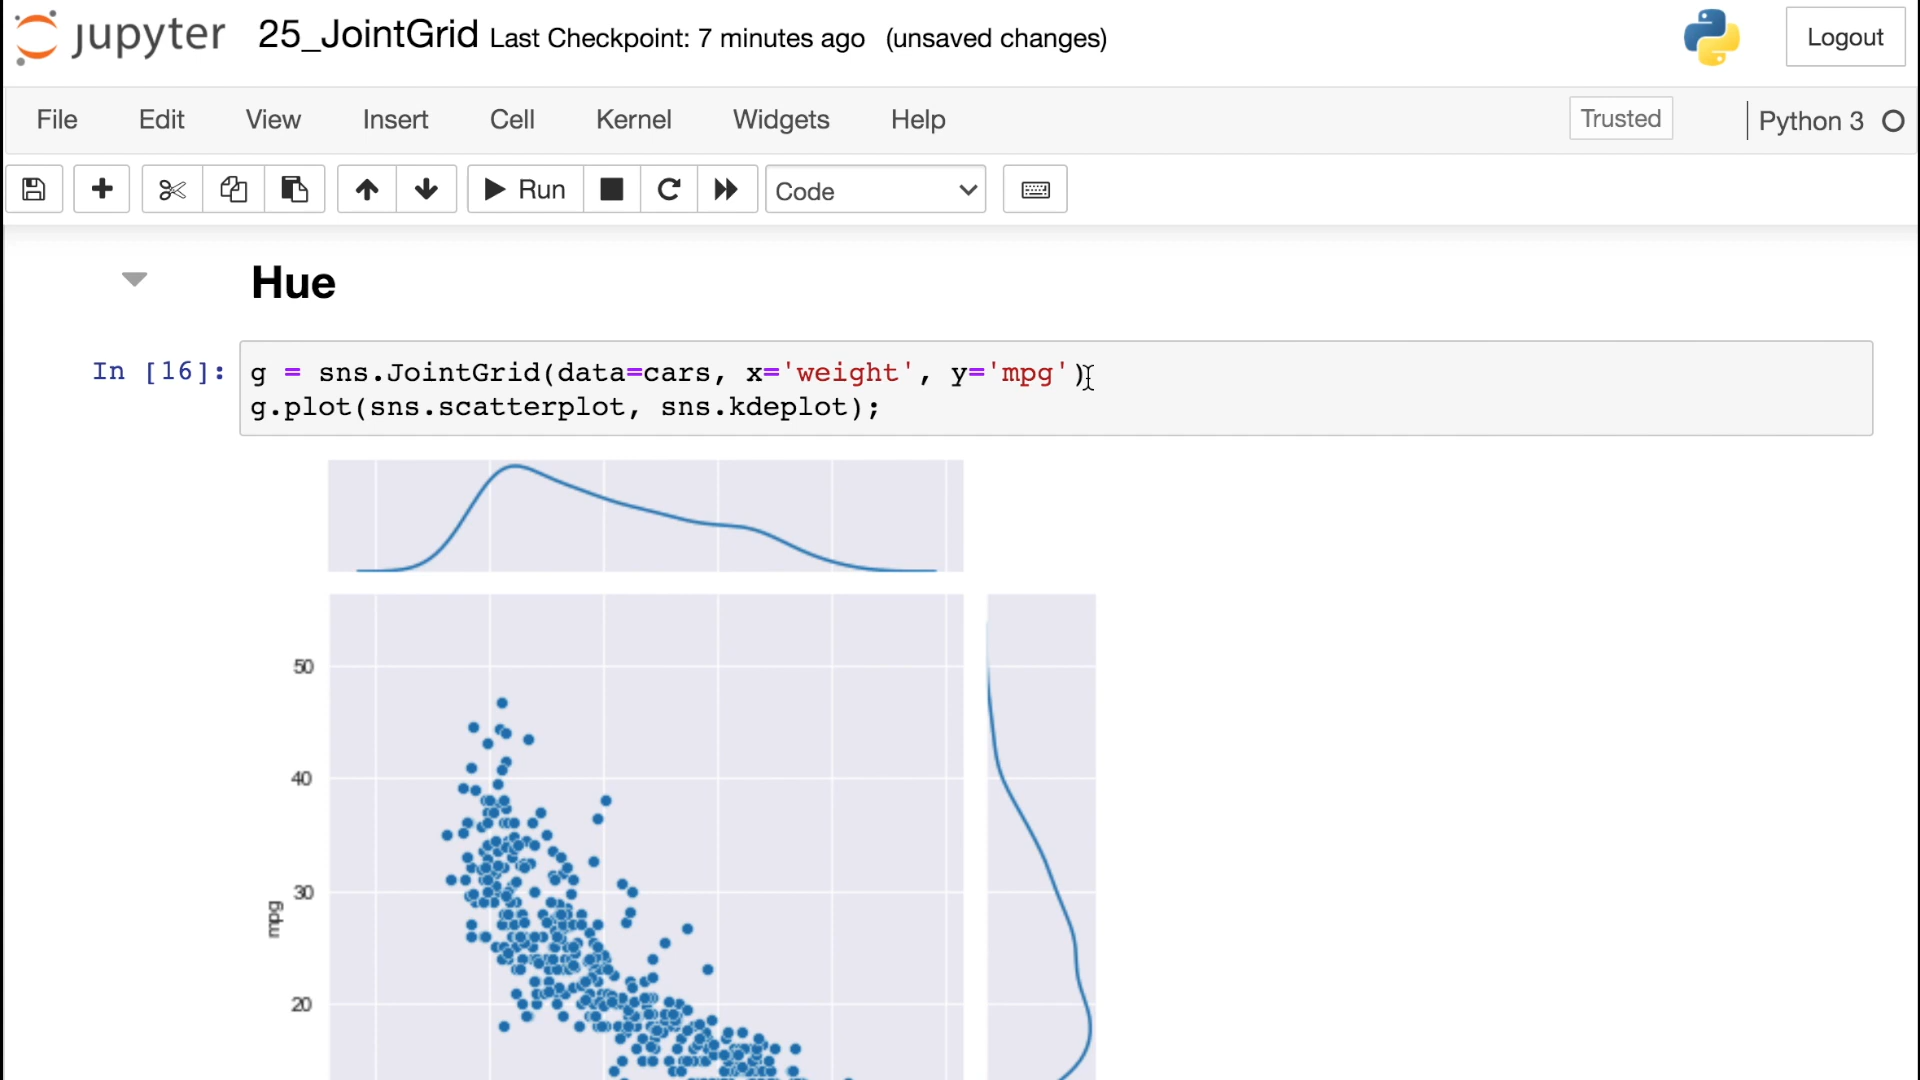 jupyter 25_JointGrid Last Checkpoint: 7 minutes ago (unsaved changes) Logout
File Edit View Insert Cell Kernel Widgets Help Trusted Python 3
Run Code
Hue
In [16]: g = sns.JointGrid(data=cars, x='weight', y='mpg')
g.plot(sns.scatterplot, sns.kdeplot);
50
40
30
mpg
20